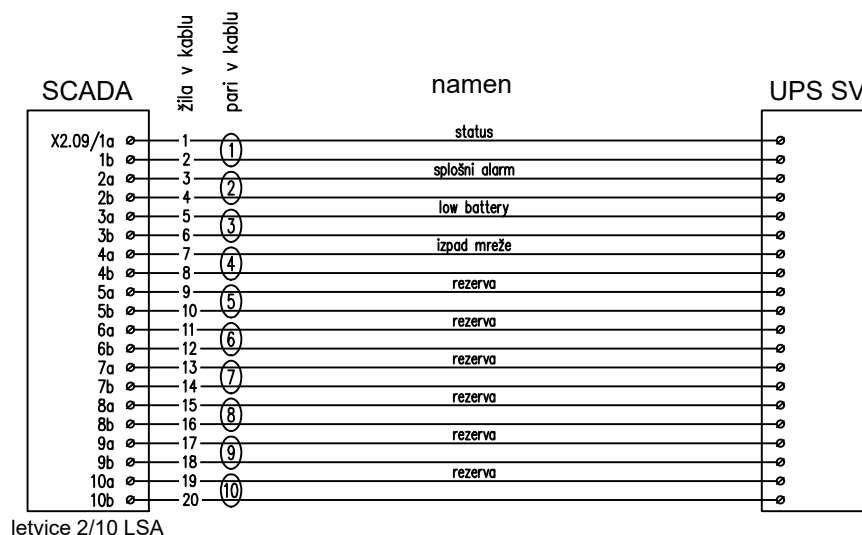 žila v kablu
pari v kablu
SCADA
namen
UPS SV
X2.09/1a 1 status
1
1b 2
2a 3 splošni alarm
2
2b 4
3a 5 low battery
3
3b 6
4a 7 izpad mreže
4
4b 8
5a 9 rezerva
5
5b 10
6a 11 rezerva
6
6b 12
7a 13 rezerva
7
7b 14
8a 15 rezerva
8
8b 16
9a 17 rezerva
9
9b 18
10a 19 rezerva
10
10b 20
letvice 2/10 LSA